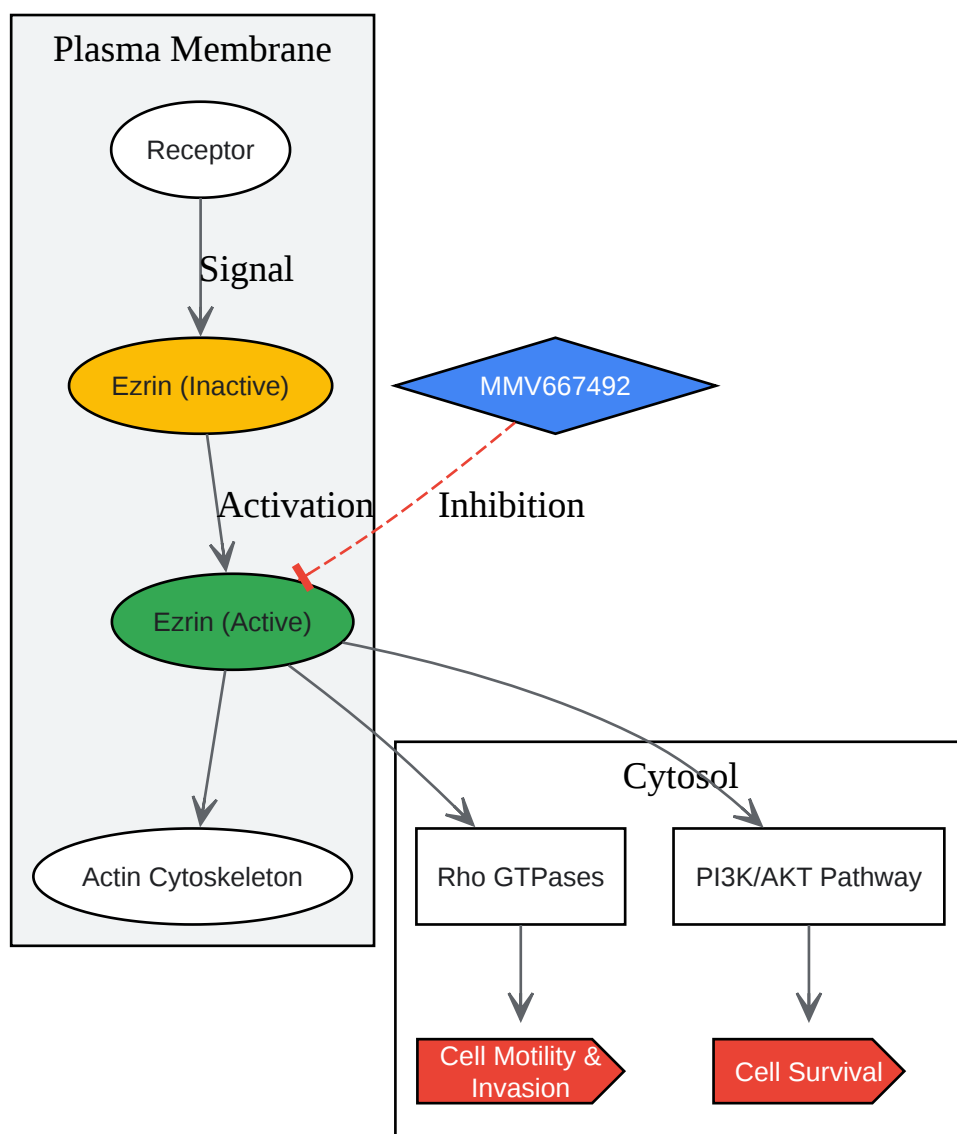 Plasma Membrane
Receptor
Signal
Ezrin (Inactive)
MMV667492
Activation
Inhibition
Ezrin (Active)
Cytosol
Actin Cytoskeleton
Rho GTPases
PI3K/AKT Pathway
Cell Motility &
Invasion
Cell Survival